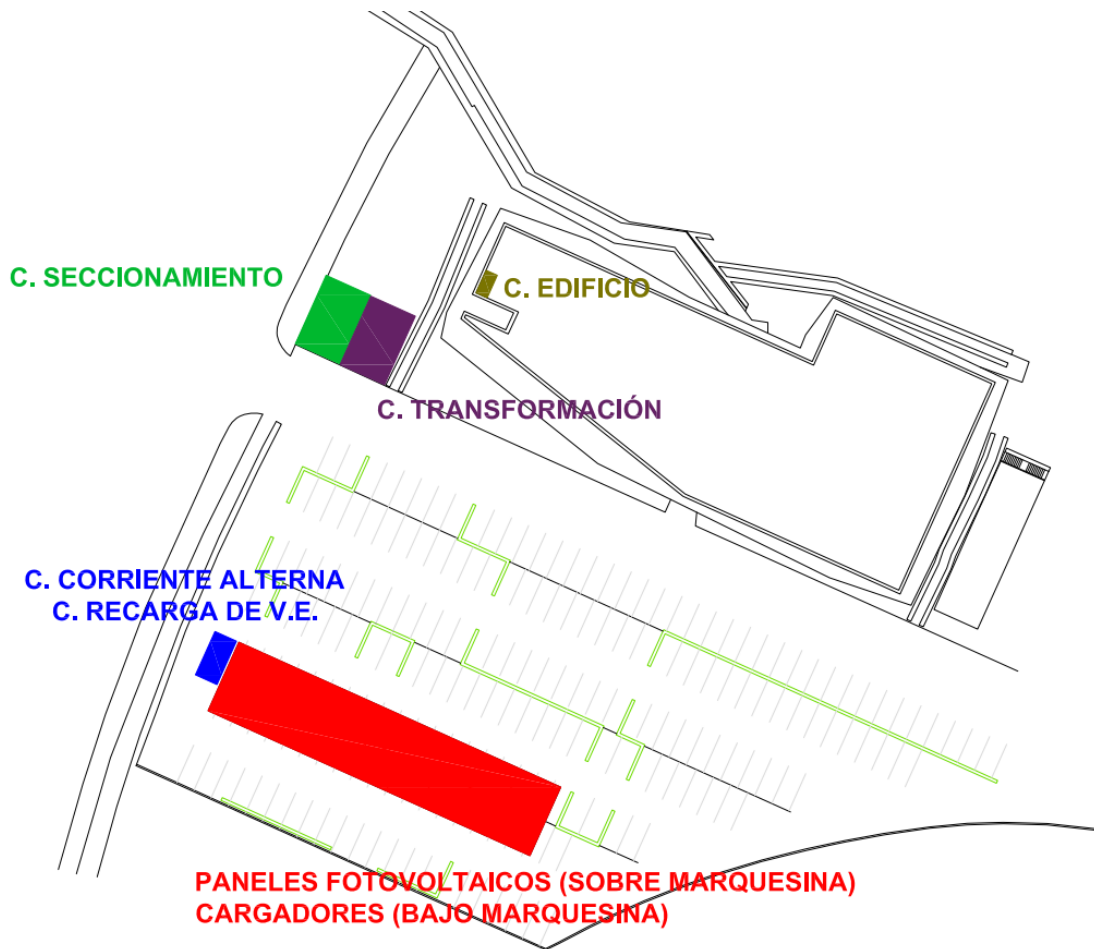 C. SECCIONAMIENTO
C. EDIFICIO
C. TRANSFORMACIÓN
C. CORRIENTE ALTERNA
C. RECARGA DE V.E.
PANELES FOTOVOLTAICOS (SOBRE MARQUESINA)
CARGADORES (BAJO MARQUESINA)